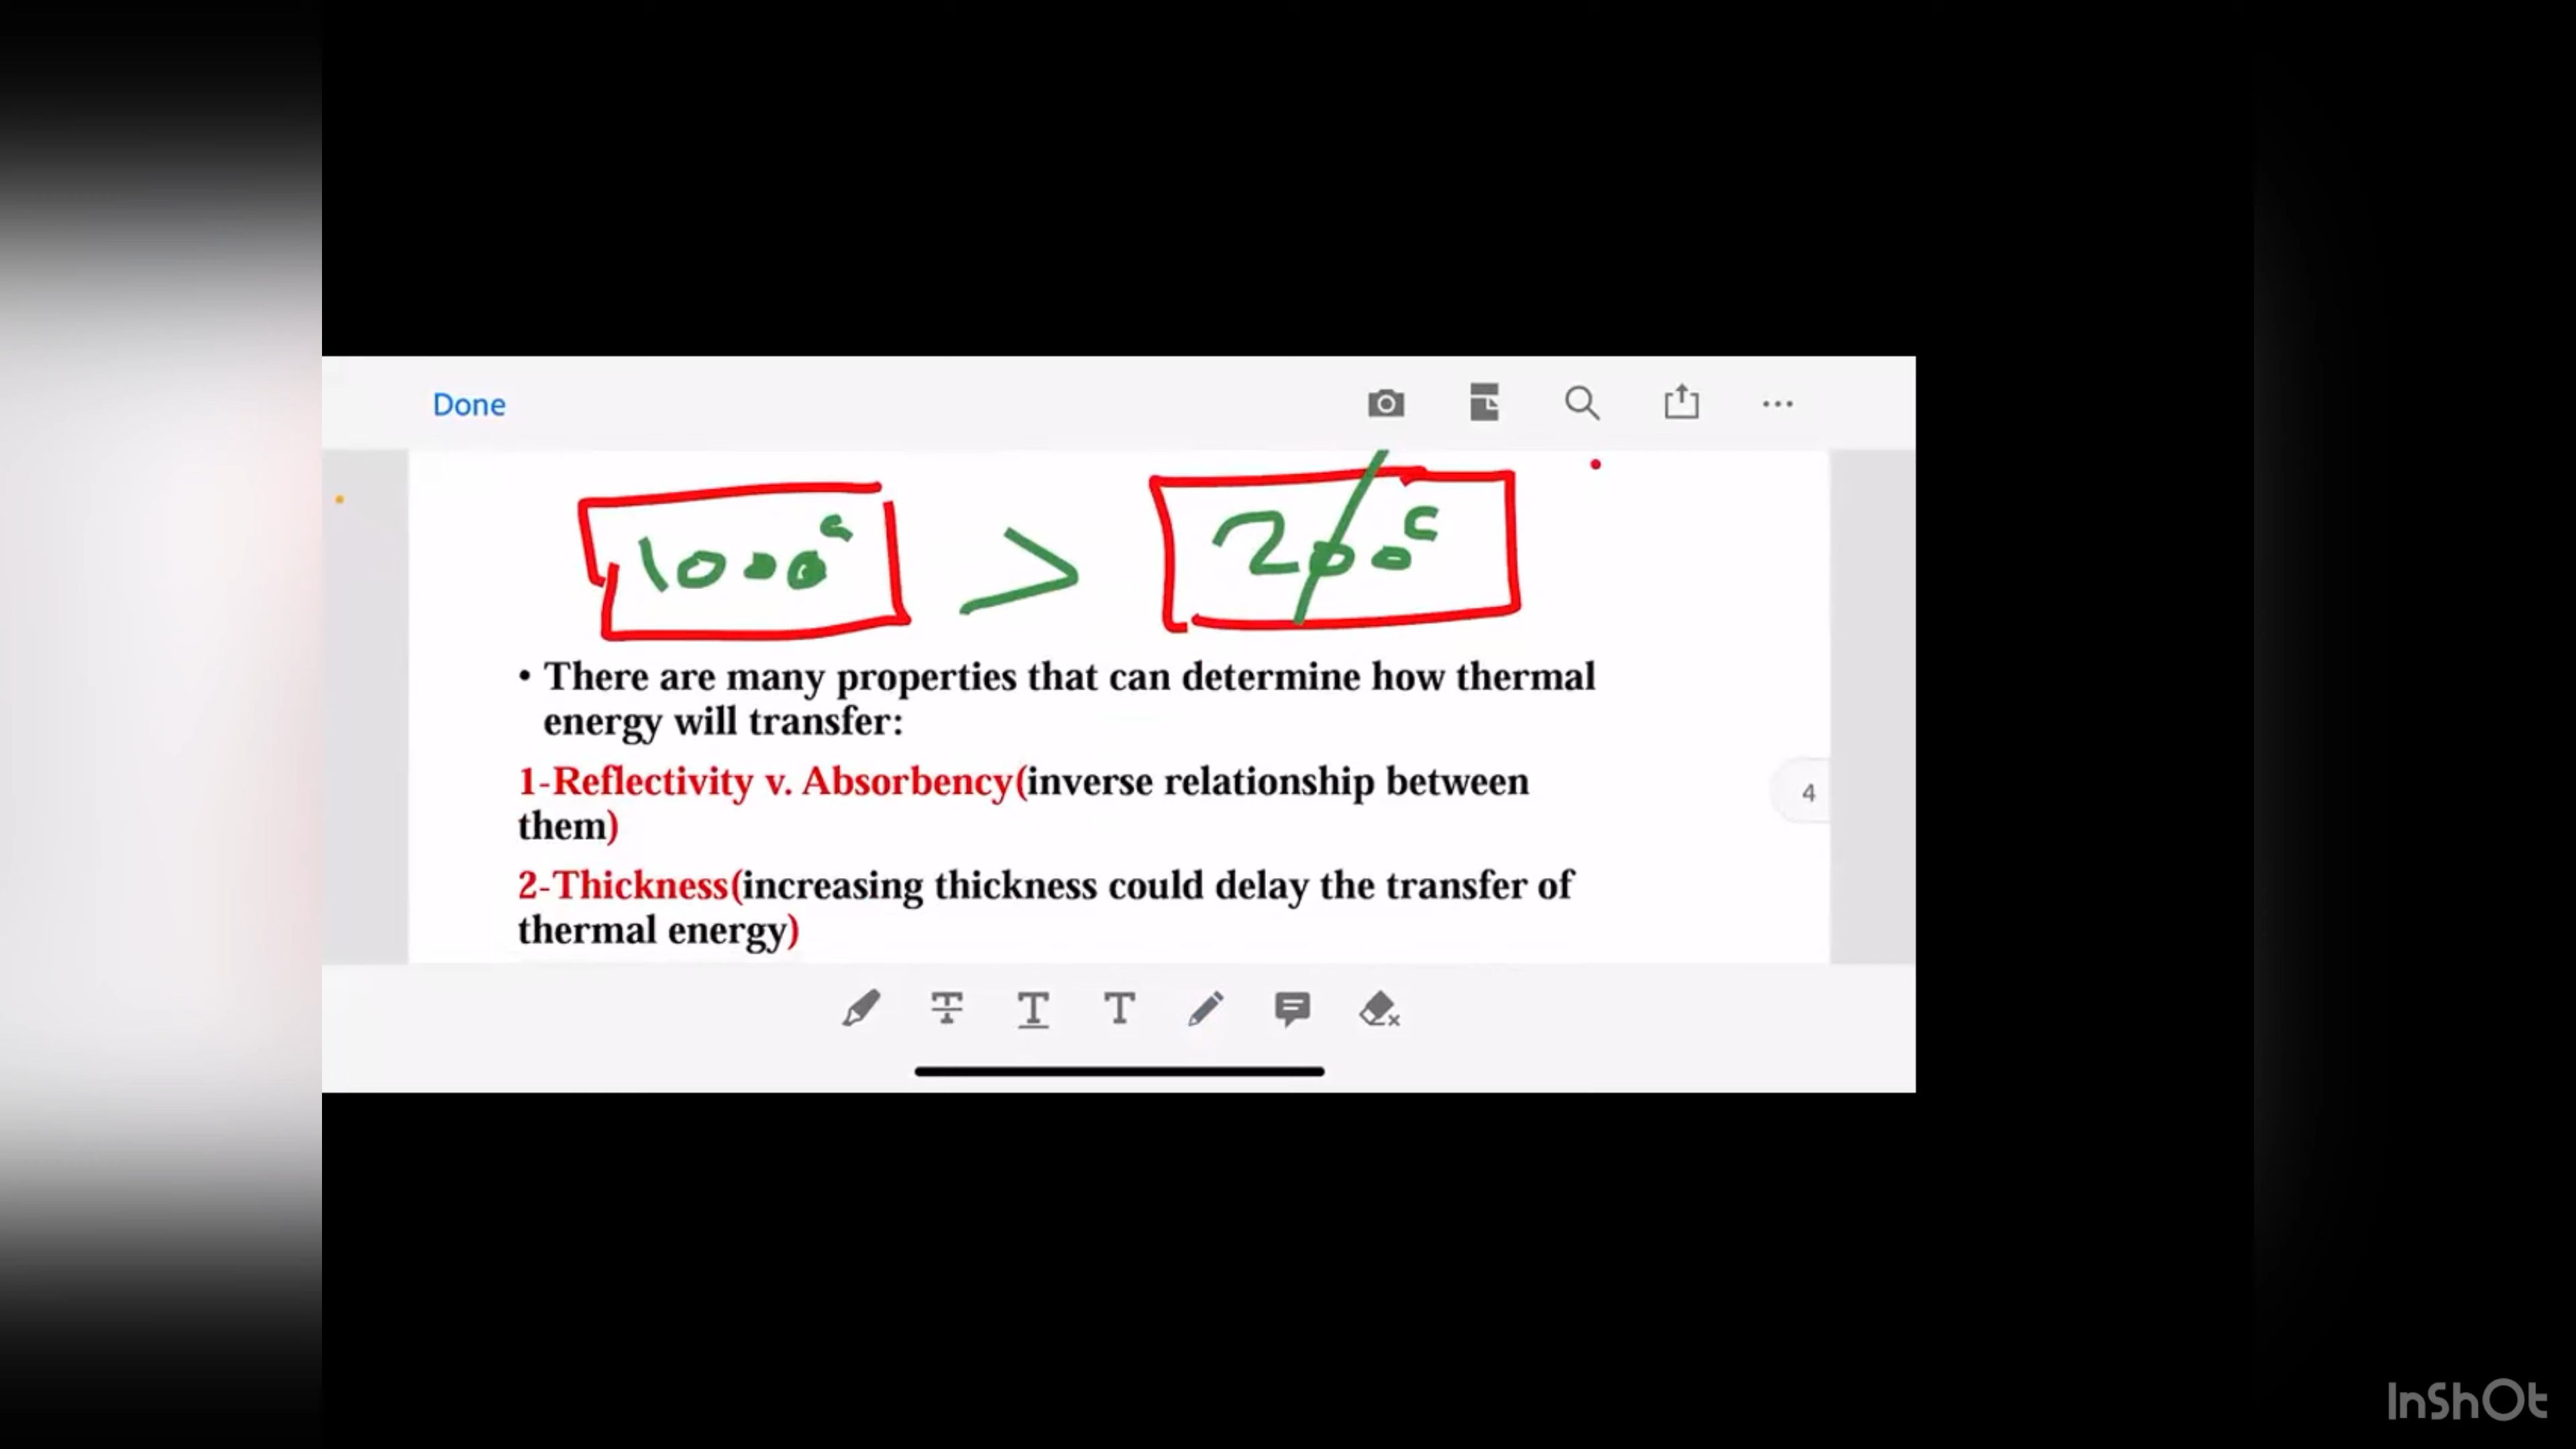 Done
1000° > 200c
• There are many properties that can determine how thermal
energy will transfer:
1-Reflectivity v. Absorbency(inverse relationship between
them)
4
2-Thickness(increasing thickness could delay the transfer of
thermal energy)
InShOt